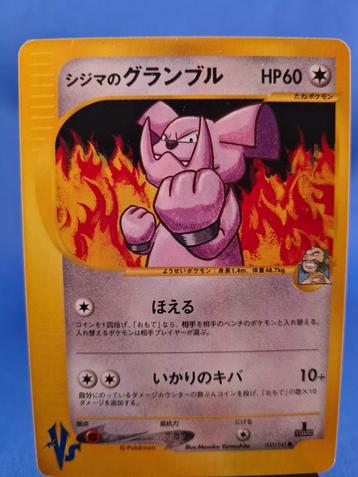 シジマのグランブル HP60
たねポケモン
ようせいポケモン：身長1.4m、体重48.7kg
ほえる
コインを1回投げ、「おもて」なら、相手を相手のベンチのポケモンと入れ替える。
入れ替えるポケモンは相手プレイヤーが選ぶ。
いかりのキバ 10+
自分にのっているダメージカウンターの数ぶんコインを投げ、「おもて」の数×10
ダメージを追加する。
弱点 抵抗力 にげる
© Pokémon Illus. Masako Yamashita